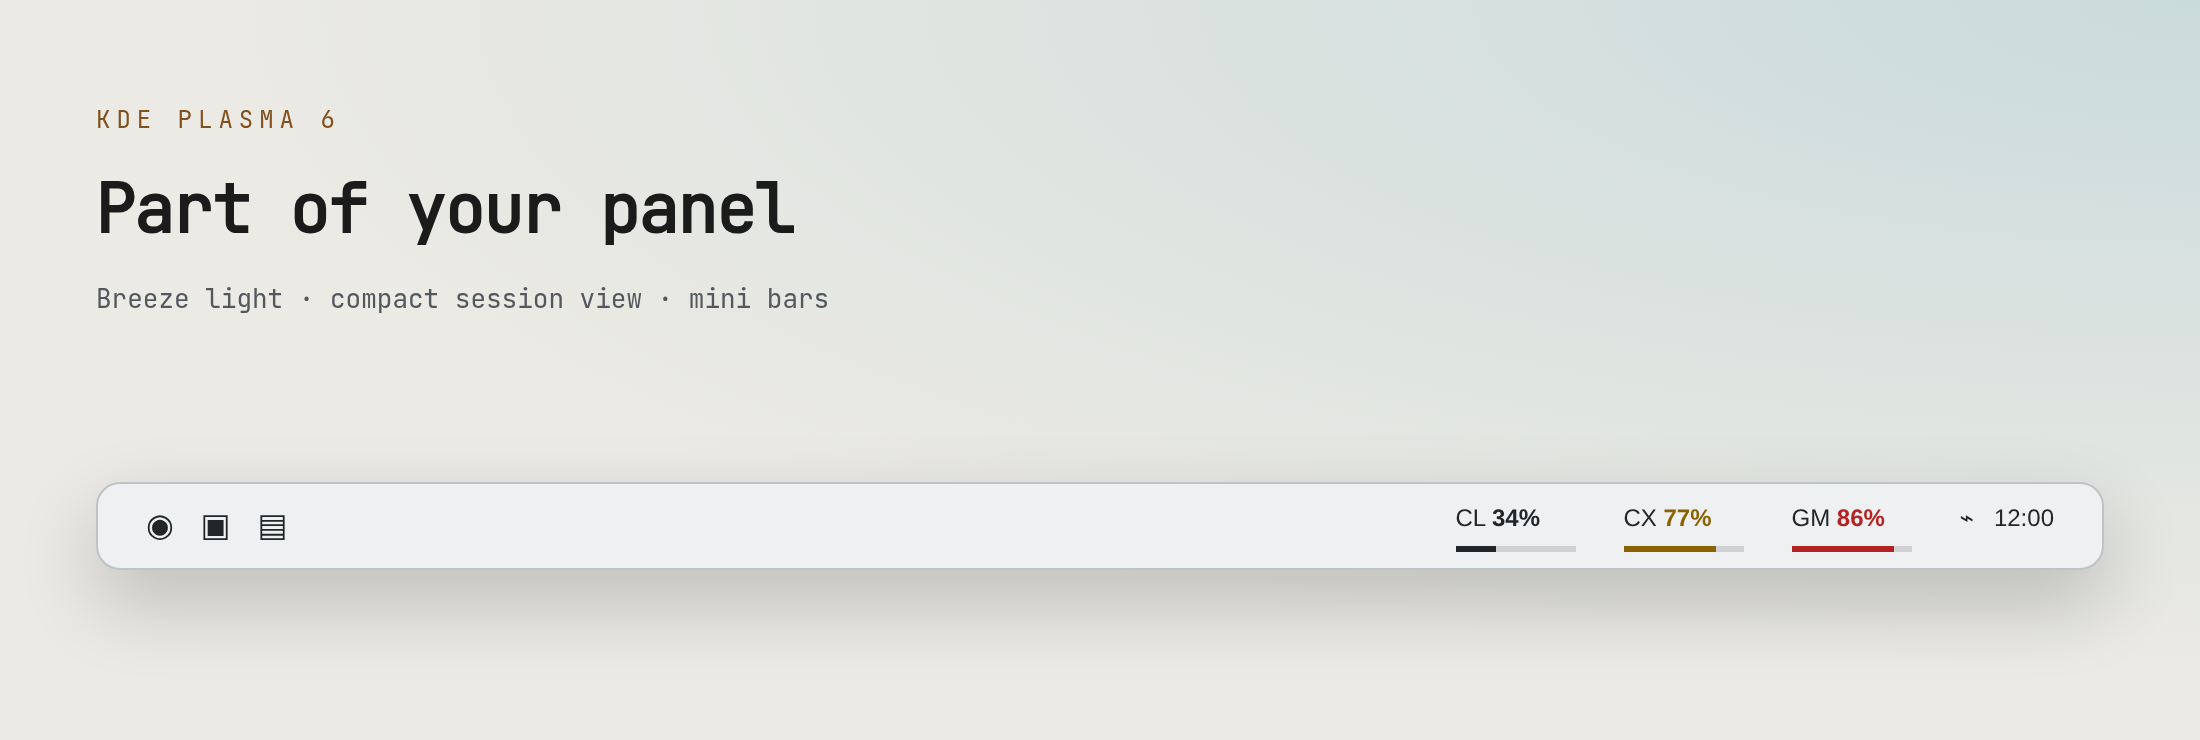 KDE PLASMA 6
Part of your panel
Breeze light · compact session view · mini bars
CL 34% CX 77% GM 86% ⌁ 12:00